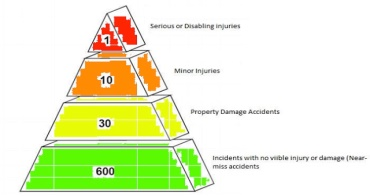 1
Serious or Disabling injuries
10
Minor Injuries
30
Property Damage Accidents
600
Incidents with no viible injury or damage (Near-
miss accidents